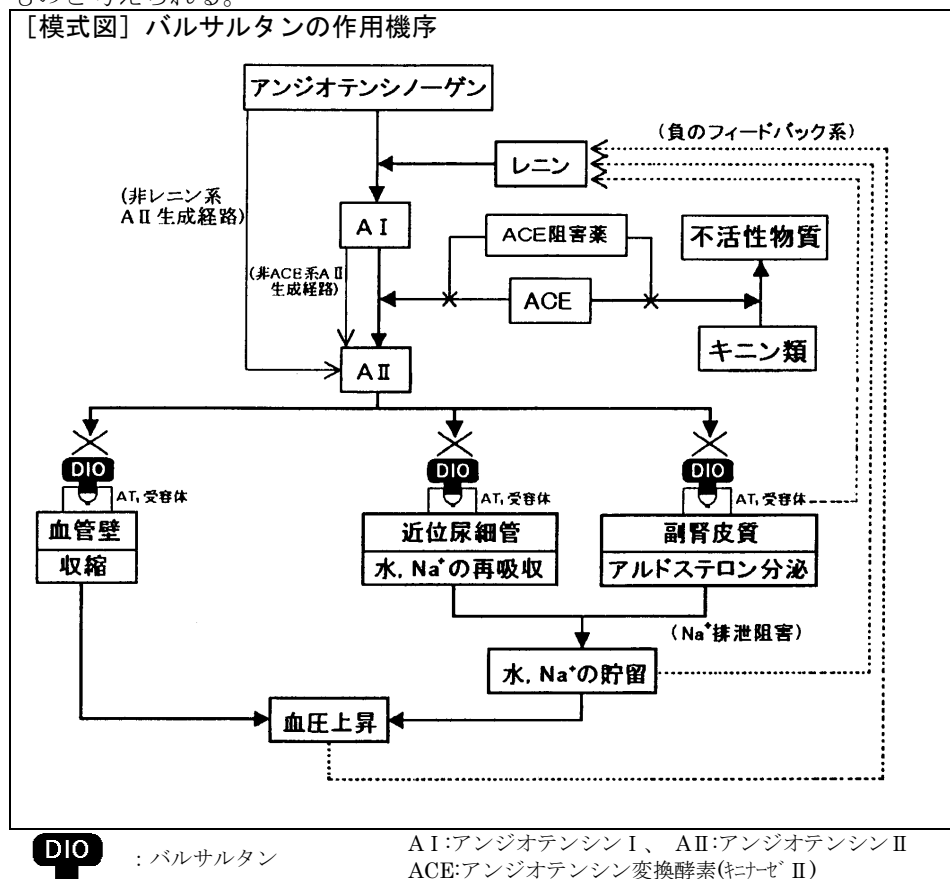 ものと考えられる。
[模式図] バルサルタンの作用機序
アンジオテンシノーゲン
(負のフィードバック系)
レニン
(非レニン系
AⅡ生成経路)
AⅠ
ACE阻害薬
不活性物質
(非ACE系AⅡ
生成経路)
ACE
キニン類
AⅡ
DIO
DIO
DIO
AT₁受容体
AT₁受容体
AT₁受容体
血管壁
収縮
近位尿細管
水, Na⁺の再吸収
副腎皮質
アルドステロン分泌
(Na⁺排泄阻害)
水, Na⁺の貯留
血圧上昇
DIO
:バルサルタン
AⅠ:アンジオテンシンⅠ、 AⅡ:アンジオテンシンⅡ
ACE:アンジオテンシン変換酵素(キニナーゼⅡ)